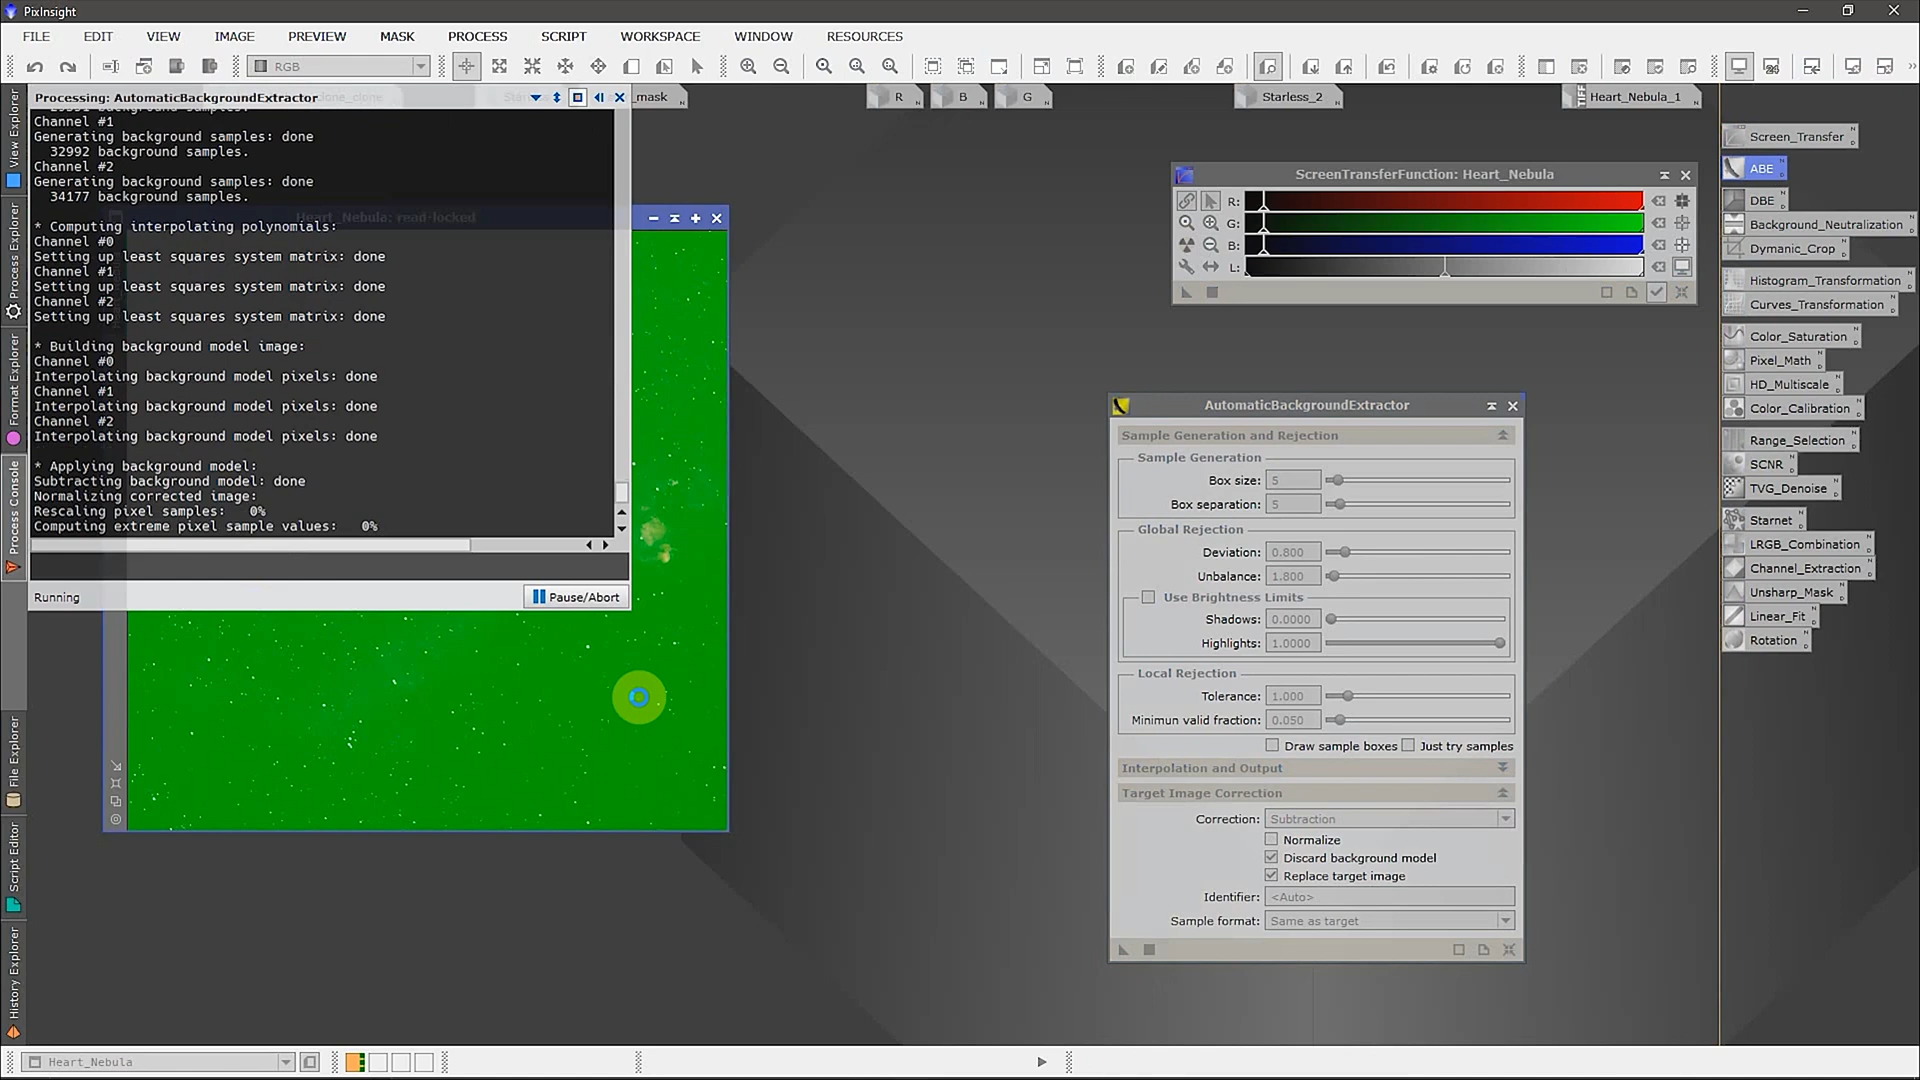 PixInsight
FILE EDIT VIEW IMAGE PREVIEW MASK PROCESS SCRIPT WORKSPACE WINDOW RESOURCES
RGB
Processing: AutomaticBackgroundExtractor
_mask
R
B
G
Starless_2
Heart_Nebula_1
View Explorer
Process Explorer
Format Explorer
Process Console
File Explorer
Script Editor
History Explorer
Channel #1
Generating background samples: done
32992 background samples.
Channel #2
Generating background samples: done
34177 background samples.
Heart_Nebula: read-locked
* Computing interpolating polynomials:
Channel #0
Setting up least squares system matrix: done
Channel #1
Setting up least squares system matrix: done
Channel #2
Setting up least squares system matrix: done
* Building background model image:
Channel #0
Interpolating background model pixels: done
Channel #1
Interpolating background model pixels: done
Channel #2
Interpolating background model pixels: done
* Applying background model:
Subtracting background model: done
Normalizing corrected image:
Rescaling pixel samples: 0%
Computing extreme pixel sample values: 0%
Running
Pause/Abort
ScreenTransferFunction: Heart_Nebula
R:
G:
B:
L:
AutomaticBackgroundExtractor
Sample Generation and Rejection
Sample Generation
Box size: 5
Box separation: 5
Global Rejection
Deviation: 0.800
Unbalance: 1.800
Use Brightness Limits
Shadows: 0.0000
Highlights: 1.0000
Local Rejection
Tolerance: 1.000
Minimun valid fraction: 0.050
Draw sample boxes Just try samples
Interpolation and Output
Target Image Correction
Correction: Subtraction
Normalize
Discard background model
Replace target image
Identifier: <Auto>
Sample format: Same as target
Screen_Transfer
ABE
DBE
Background_Neutralization
Dymanic_Crop
Histogram_Transformation
Curves_Transformation
Color_Saturation
Pixel_Math
HD_Multiscale
Color_Calibration
Range_Selection
SCNR
TVG_Denoise
Starnet
LRGB_Combination
Channel_Extraction
Unsharp_Mask
Linear_Fit
Rotation
Heart_Nebula